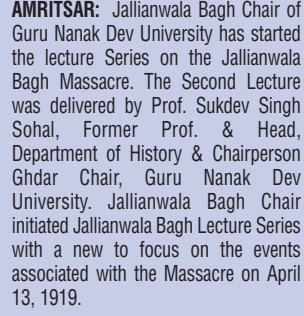 AMRITSAR: Jallianwala Bagh Chair of
Guru Nanak Dev University has started
the lecture Series on the Jallianwala
Bagh Massacre. The Second Lecture
was delivered by Prof. Sukdev Singh
Sohal, Former Prof. & Head,
Department of History & Chairperson
Ghdar Chair, Guru Nanak Dev
University. Jallianwala Bagh Chair
initiated Jallianwala Bagh Lecture Series
with a new to focus on the events
associated with the Massacre on April
13, 1919.